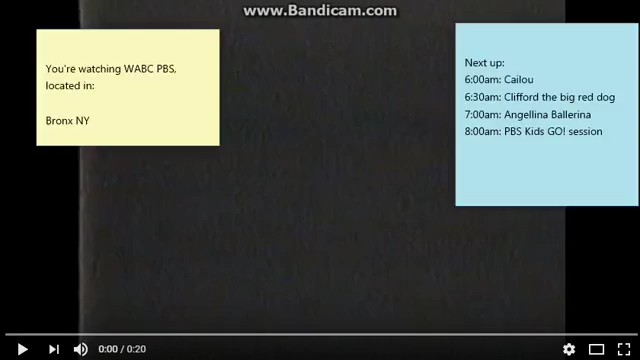 www.Bandicam.com
You're watching WABC PBS,
located in:
Bronx NY
Next up:
6:00am: Cailou
6:30am: Clifford the big red dog
7:00am: Angellina Ballerina
8:00am: PBS Kids GO! session
0:00 / 0:20